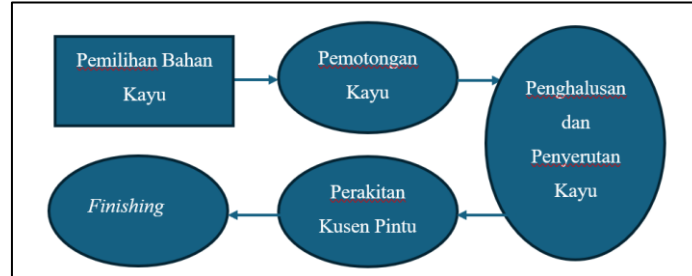 Pemilihan Bahan
Kayu
Pemotongan
Kayu
Penghalusan
dan
Penyerutan
Kayu
Perakitan
Kusen Pintu
Finishing